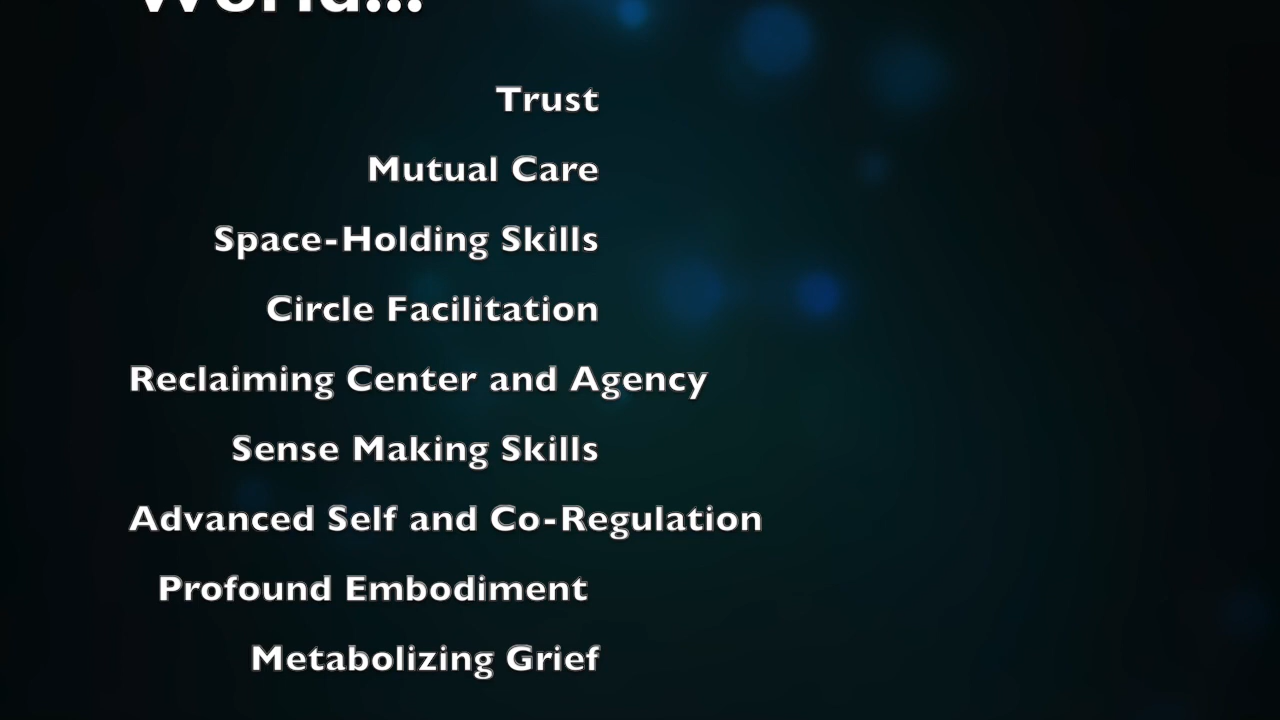 World...
Trust
Mutual Care
Space-Holding Skills
Circle Facilitation
Reclaiming Center and Agency
Sense Making Skills
Advanced Self and Co-Regulation
Profound Embodiment
Metabolizing Grief